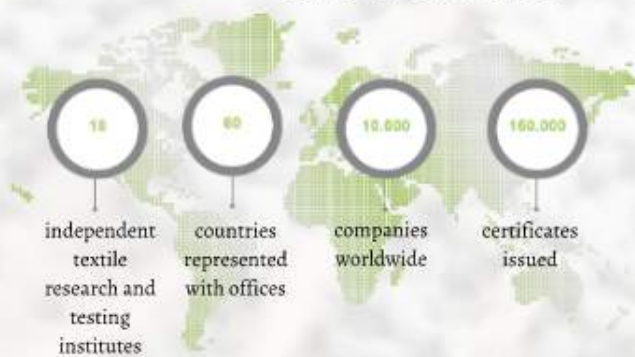 18
60
10.000
160.000
independent
textile
research and
testing
institutes
countries
represented
with offices
companies
worldwide
certificates
issued